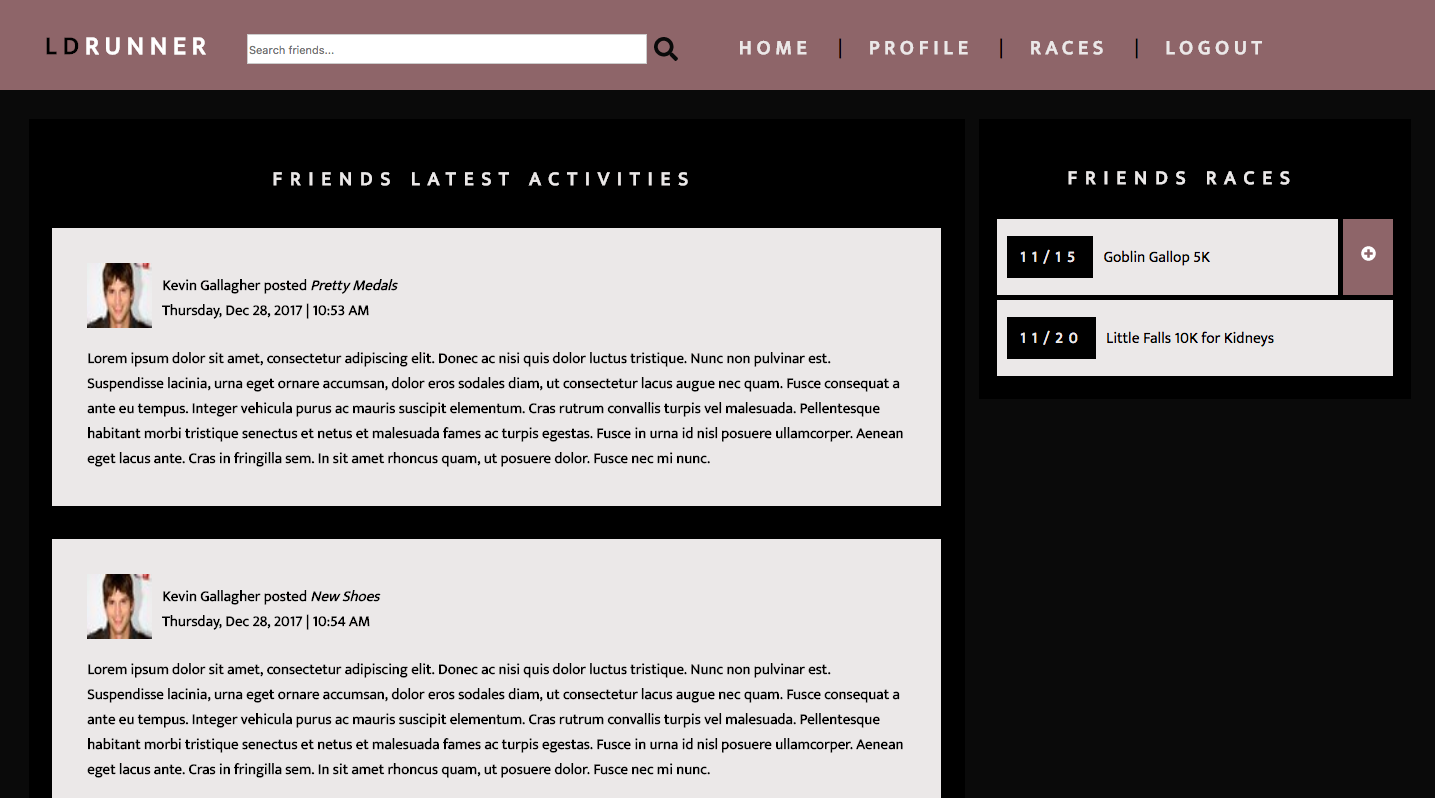 LDRUNNER
Search friends...
HOME | PROFILE | RACES | LOGOUT
FRIENDS LATEST ACTIVITIES
Kevin Gallagher posted Pretty Medals
Thursday, Dec 28, 2017 | 10:53 AM
Lorem ipsum dolor sit amet, consectetur adipiscing elit. Donec ac nisi quis dolor luctus tristique. Nunc non pulvinar est.
Suspendisse lacinia, urna eget ornare accumsan, dolor eros sodales diam, ut consectetur lacus augue nec quam. Fusce consequat a
ante eu tempus. Integer vehicula purus ac mauris suscipit elementum. Cras rutrum convallis turpis vel malesuada. Pellentesque
habitant morbi tristique senectus et netus et malesuada fames ac turpis egestas. Fusce in urna id nisl posuere ullamcorper. Aenean
eget lacus ante. Cras in fringilla sem. In sit amet rhoncus quam, ut posuere dolor. Fusce nec mi nunc.
Kevin Gallagher posted New Shoes
Thursday, Dec 28, 2017 | 10:54 AM
Lorem ipsum dolor sit amet, consectetur adipiscing elit. Donec ac nisi quis dolor luctus tristique. Nunc non pulvinar est.
Suspendisse lacinia, urna eget ornare accumsan, dolor eros sodales diam, ut consectetur lacus augue nec quam. Fusce consequat a
ante eu tempus. Integer vehicula purus ac mauris suscipit elementum. Cras rutrum convallis turpis vel malesuada. Pellentesque
habitant morbi tristique senectus et netus et malesuada fames ac turpis egestas. Fusce in urna id nisl posuere ullamcorper. Aenean
eget lacus ante. Cras in fringilla sem. In sit amet rhoncus quam, ut posuere dolor. Fusce nec mi nunc.
FRIENDS RACES
11/15 Goblin Gallop 5K
11/20 Little Falls 10K for Kidneys